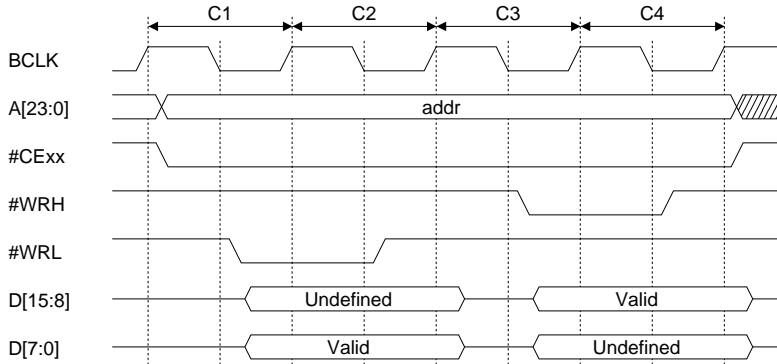 C1 C2 C3 C4
BCLK
A[23:0] addr
#CExx
#WRH
#WRL
D[15:8] Undefined Valid
D[7:0] Valid Undefined